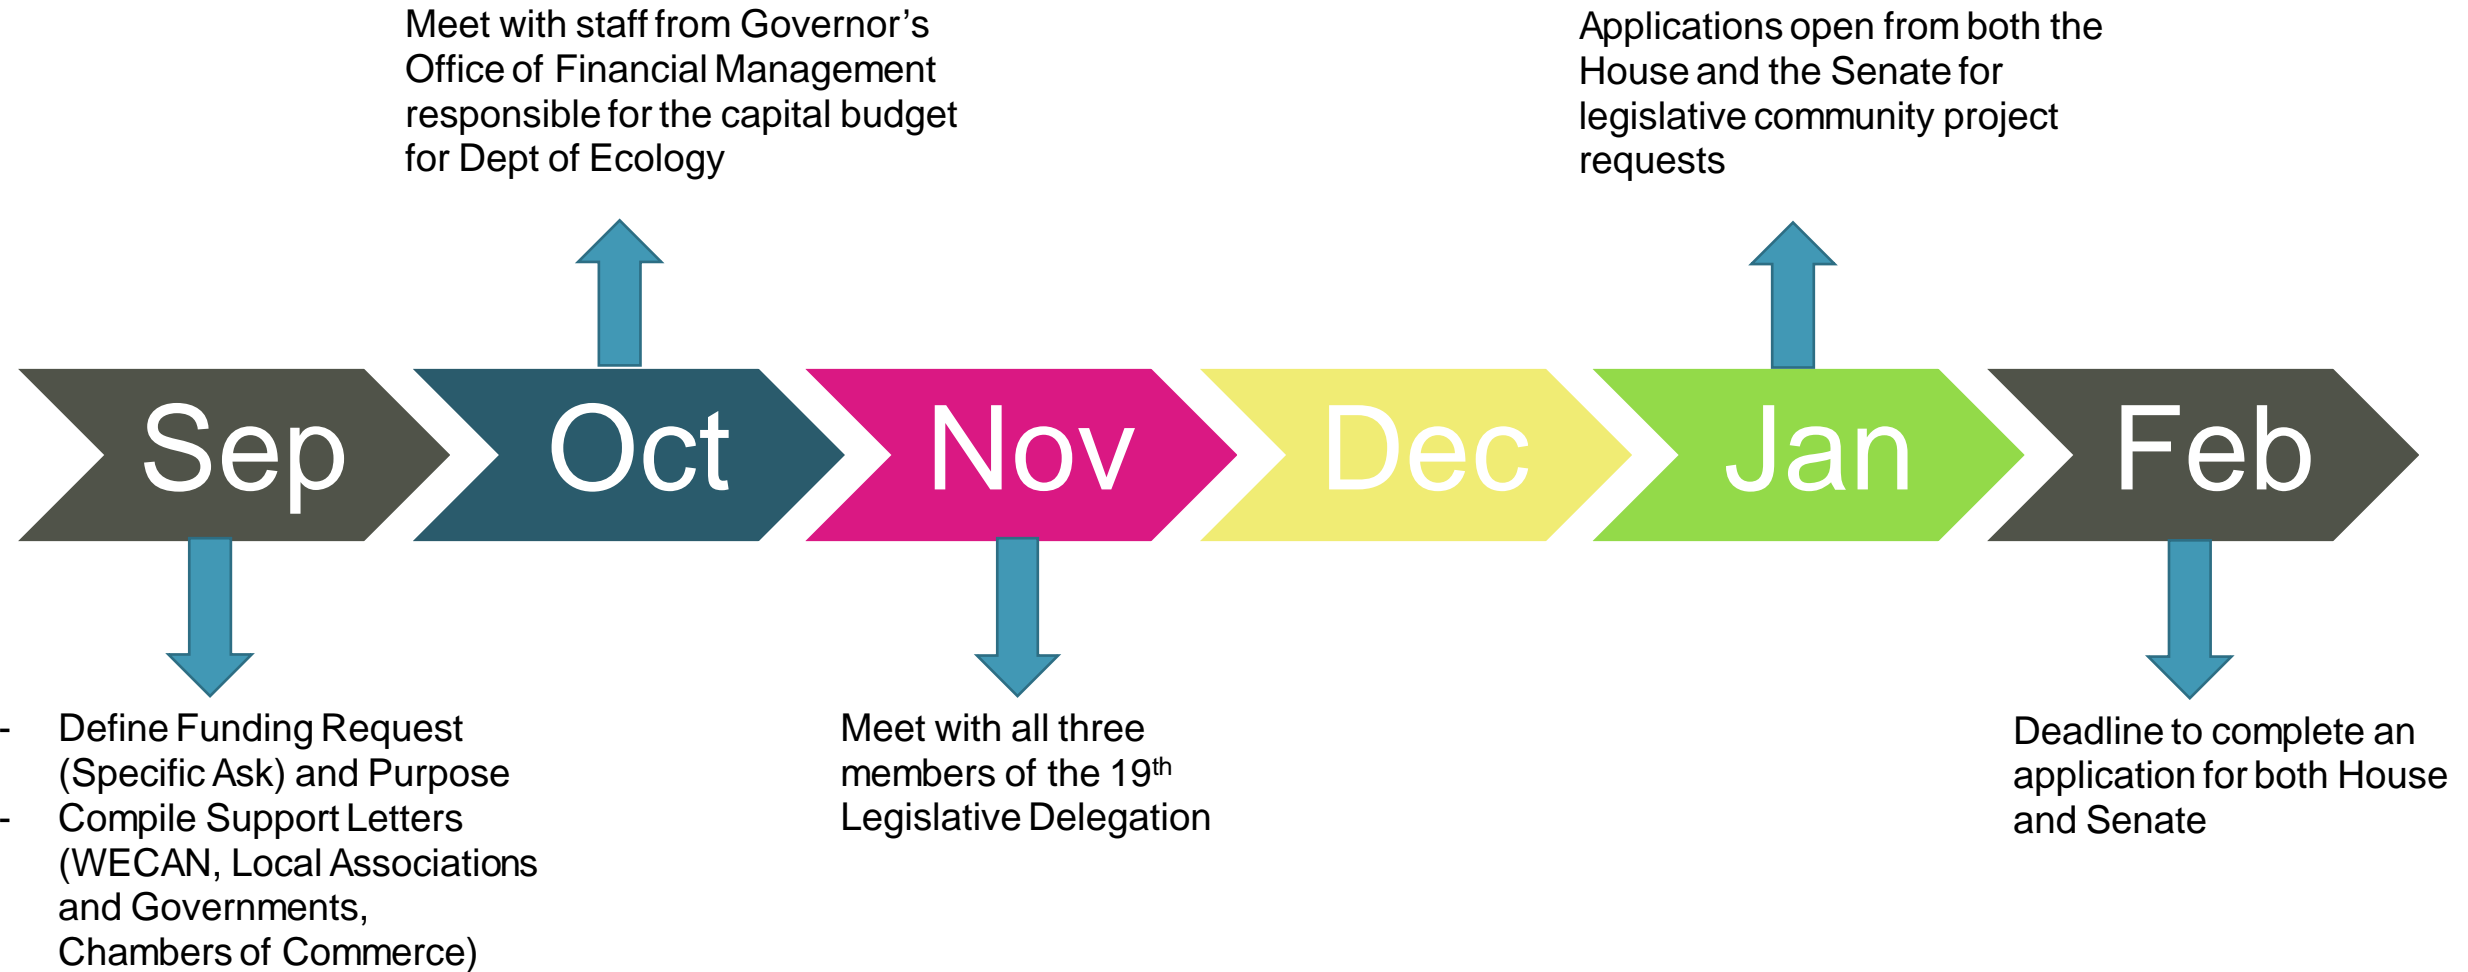 Meet with staff from Governor’s
Office of Financial Management
responsible for the capital budget
for Dept of Ecology
Applications open from both the
House and the Senate for
legislative community project
requests
Sep
Oct
Nov
Dec
Jan
Feb
- Define Funding Request
(Specific Ask) and Purpose
- Compile Support Letters
(WECAN, Local Associations
and Governments,
Chambers of Commerce)
Meet with all three
members of the 19th
Legislative Delegation
Deadline to complete an
application for both House
and Senate